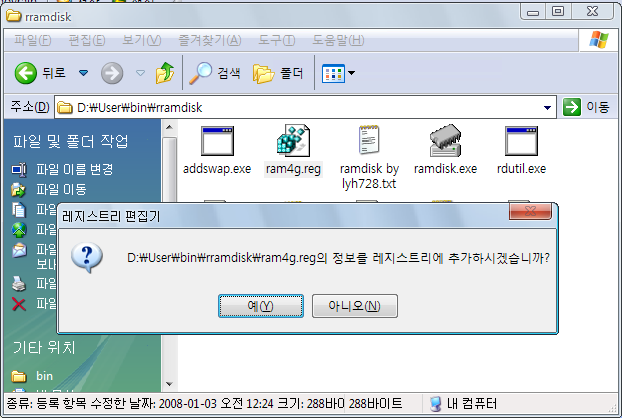 rramdisk
파일(F) 편집(E) 보기(V) 즐겨찾기(A) 도구(T) 도움말(H)
뒤로 검색 폴더
주소(D) D:₩User₩bin₩rramdisk 이동
파일 및 폴더 작업
파일 이름 바꾸기
파일 이동
파일
파일
파일
보내
파일
파일
기타 위치
bin
addswap.exe ram4g.reg ramdisk by lyh728.txt ramdisk.exe rdutil.exe
레지스트리 편집기
D:₩User₩bin₩rramdisk₩ram4g.reg의 정보를 레지스트리에 추가하시겠습니까?
예(Y) 아니오(N)
종류: 등록 항목 수정한 날짜: 2008-01-03 오전 12:24 크기: 288바이 288바이트 내 컴퓨터